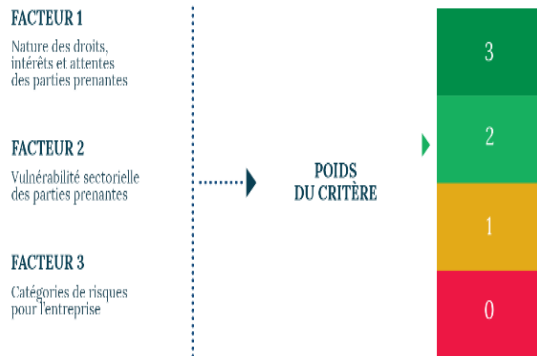 FACTEUR 1
Nature des droits,
intérêts et attentes
des parties prenantes
FACTEUR 2
Vulnérabilité sectorielle
des parties prenantes
FACTEUR 3
Catégories de risques
pour l'entreprise
POIDS
DU CRITÈRE
3
2
1
0